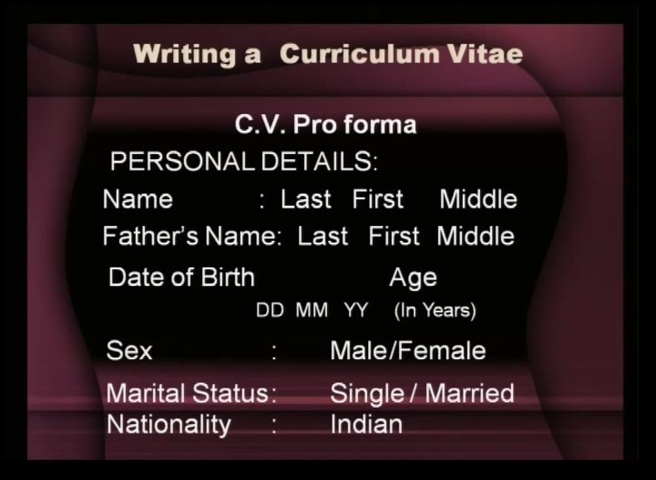 Writing a Curriculum Vitae
C.V. Pro forma
PERSONAL DETAILS:
Name : Last First Middle
Father's Name: Last First Middle
Date of Birth Age
DD MM YY (In Years)
Sex : Male/Female
Marital Status: Single / Married
Nationality : Indian